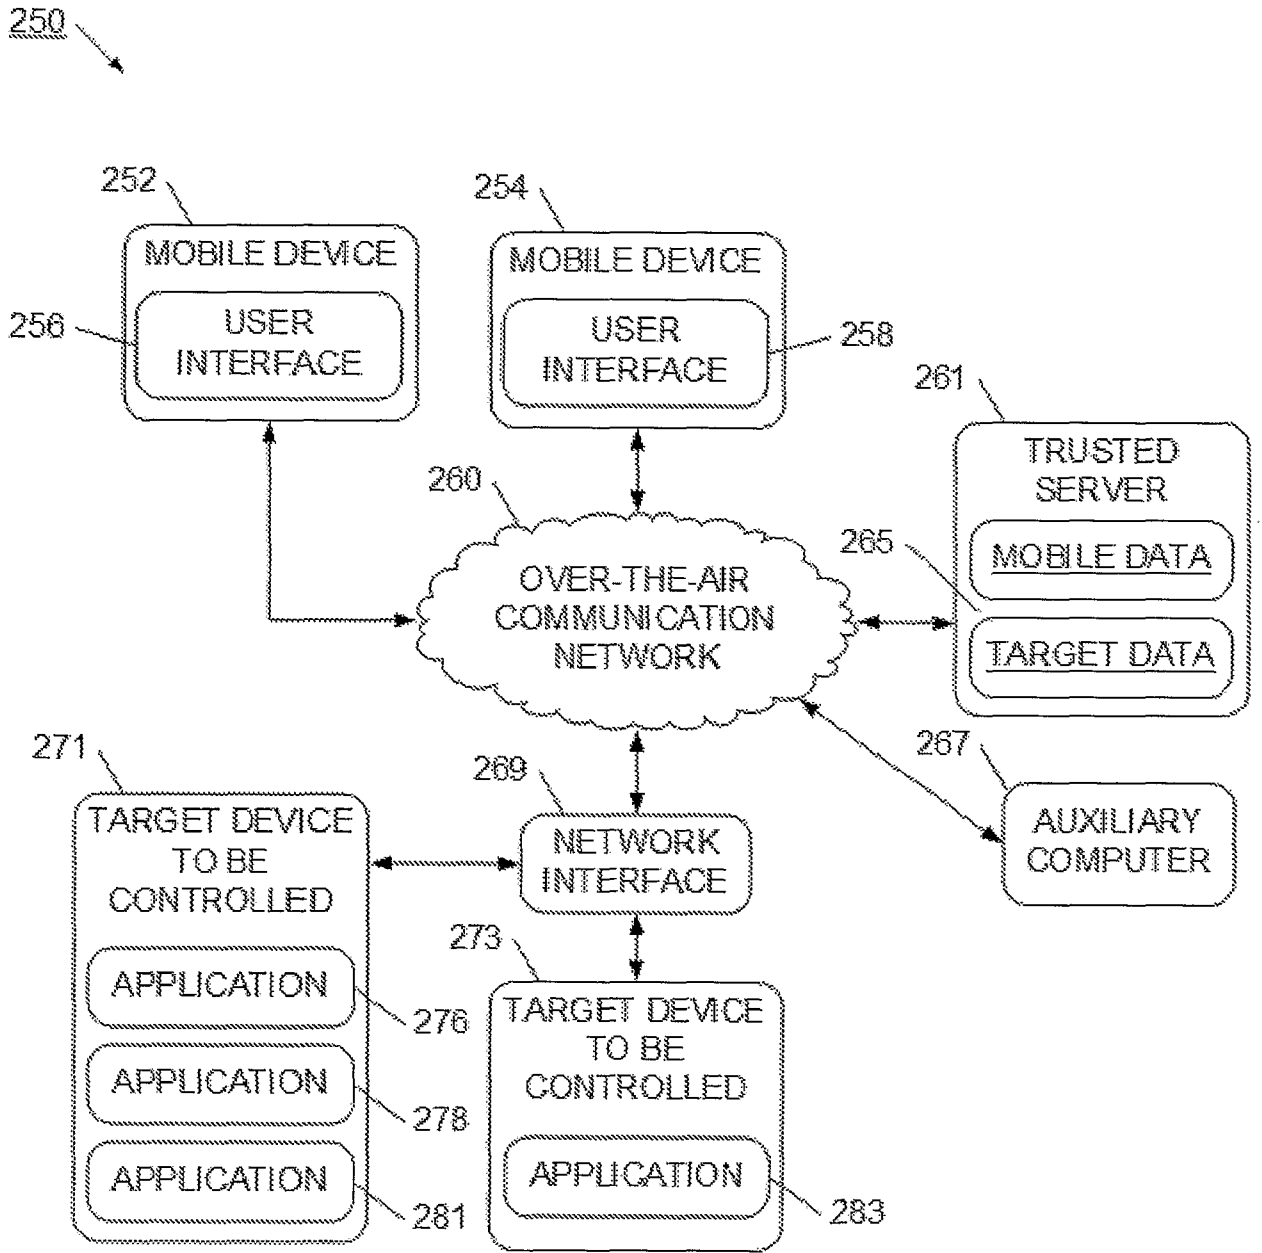 250
252
MOBILE DEVICE
256
USER
INTERFACE
254
MOBILE DEVICE
USER
INTERFACE
258
261
TRUSTED
SERVER
265
MOBILE DATA
TARGET DATA
260
OVER-THE-AIR
COMMUNICATION
NETWORK
267
AUXILIARY
COMPUTER
269
NETWORK
INTERFACE
271
TARGET DEVICE
TO BE
CONTROLLED
APPLICATION
276
APPLICATION
278
APPLICATION
281
273
TARGET DEVICE
TO BE
CONTROLLED
APPLICATION
283